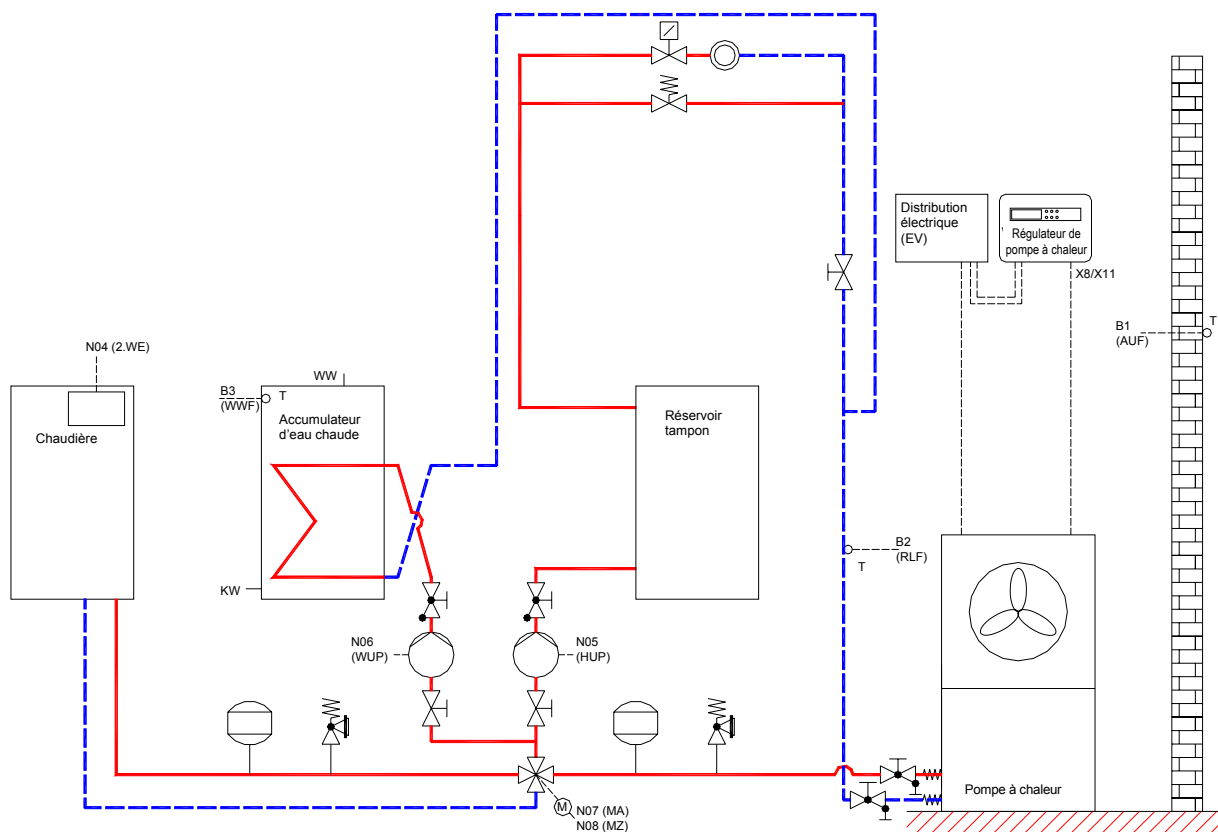 Distribution
électrique
(EV)
Régulateur de
pompe à chaleur
X8/X11
B1
(AUF)
T
N04 (2.WE)
WW
B3
(WWF)
T
Chaudière
Accumulateur
d'eau chaude
Réservoir
tampon
B2
(RLF)
T
KW
N06
(WUP)
N05
(HUP)
Pompe à chaleur
M
N07 (MA)
N08 (MZ)